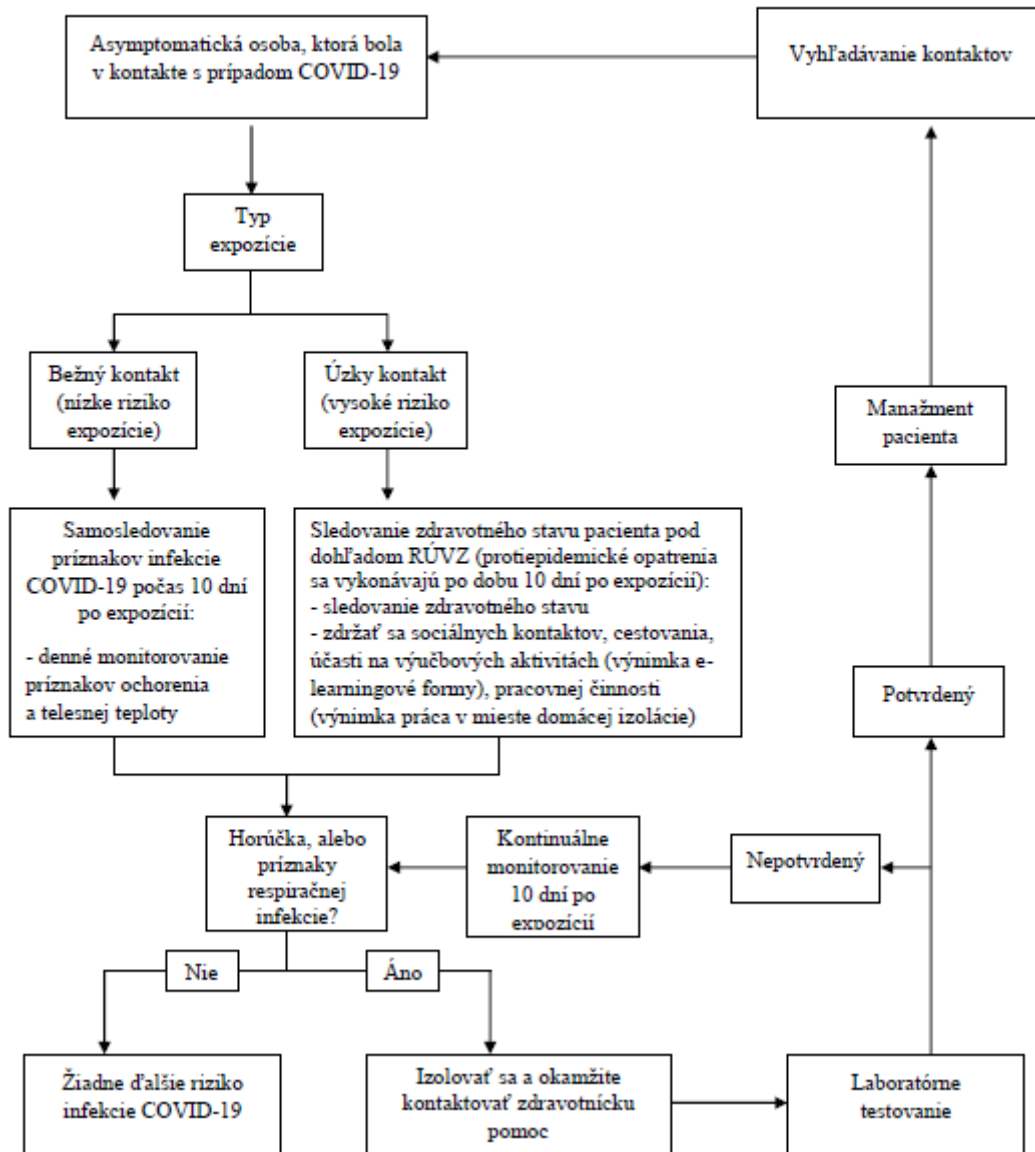 Asymptomatická osoba, ktorá bola
v kontakte s prípadom COVID-19
Vyhľadávanie kontaktov
Typ
expozície
Bežný kontakt
(nízke riziko
expozície)
Úzky kontakt
(vysoké riziko
expozície)
Manažment
pacienta
Samosledovanie
príznakov infekcie
COVID-19 počas 10 dní
po expozícií:
- denné monitorovanie
príznakov ochorenia
a telesnej teploty
Sledovanie zdravotného stavu pacienta pod
dohľadom RÚVZ (protiepidemické opatrenia
sa vykonávajú po dobu 10 dní po expozícií):
- sledovanie zdravotného stavu
- zdržať sa sociálnych kontaktov, cestovania,
účasti na výučbových aktivitách (výnimka e-
learningové formy), pracovnej činnosti
(výnimka práca v mieste domácej izolácie)
Potvrdený
Horúčka, alebo
príznaky
respiračnej
infekcie?
Kontinuálne
monitorovanie
10 dní po
expozícií
Nepotvrdený
Nie
Áno
Žiadne ďalšie riziko
infekcie COVID-19
Izolovať sa a okamžite
kontaktovať zdravotnícku
pomoc
Laboratórne
testovanie